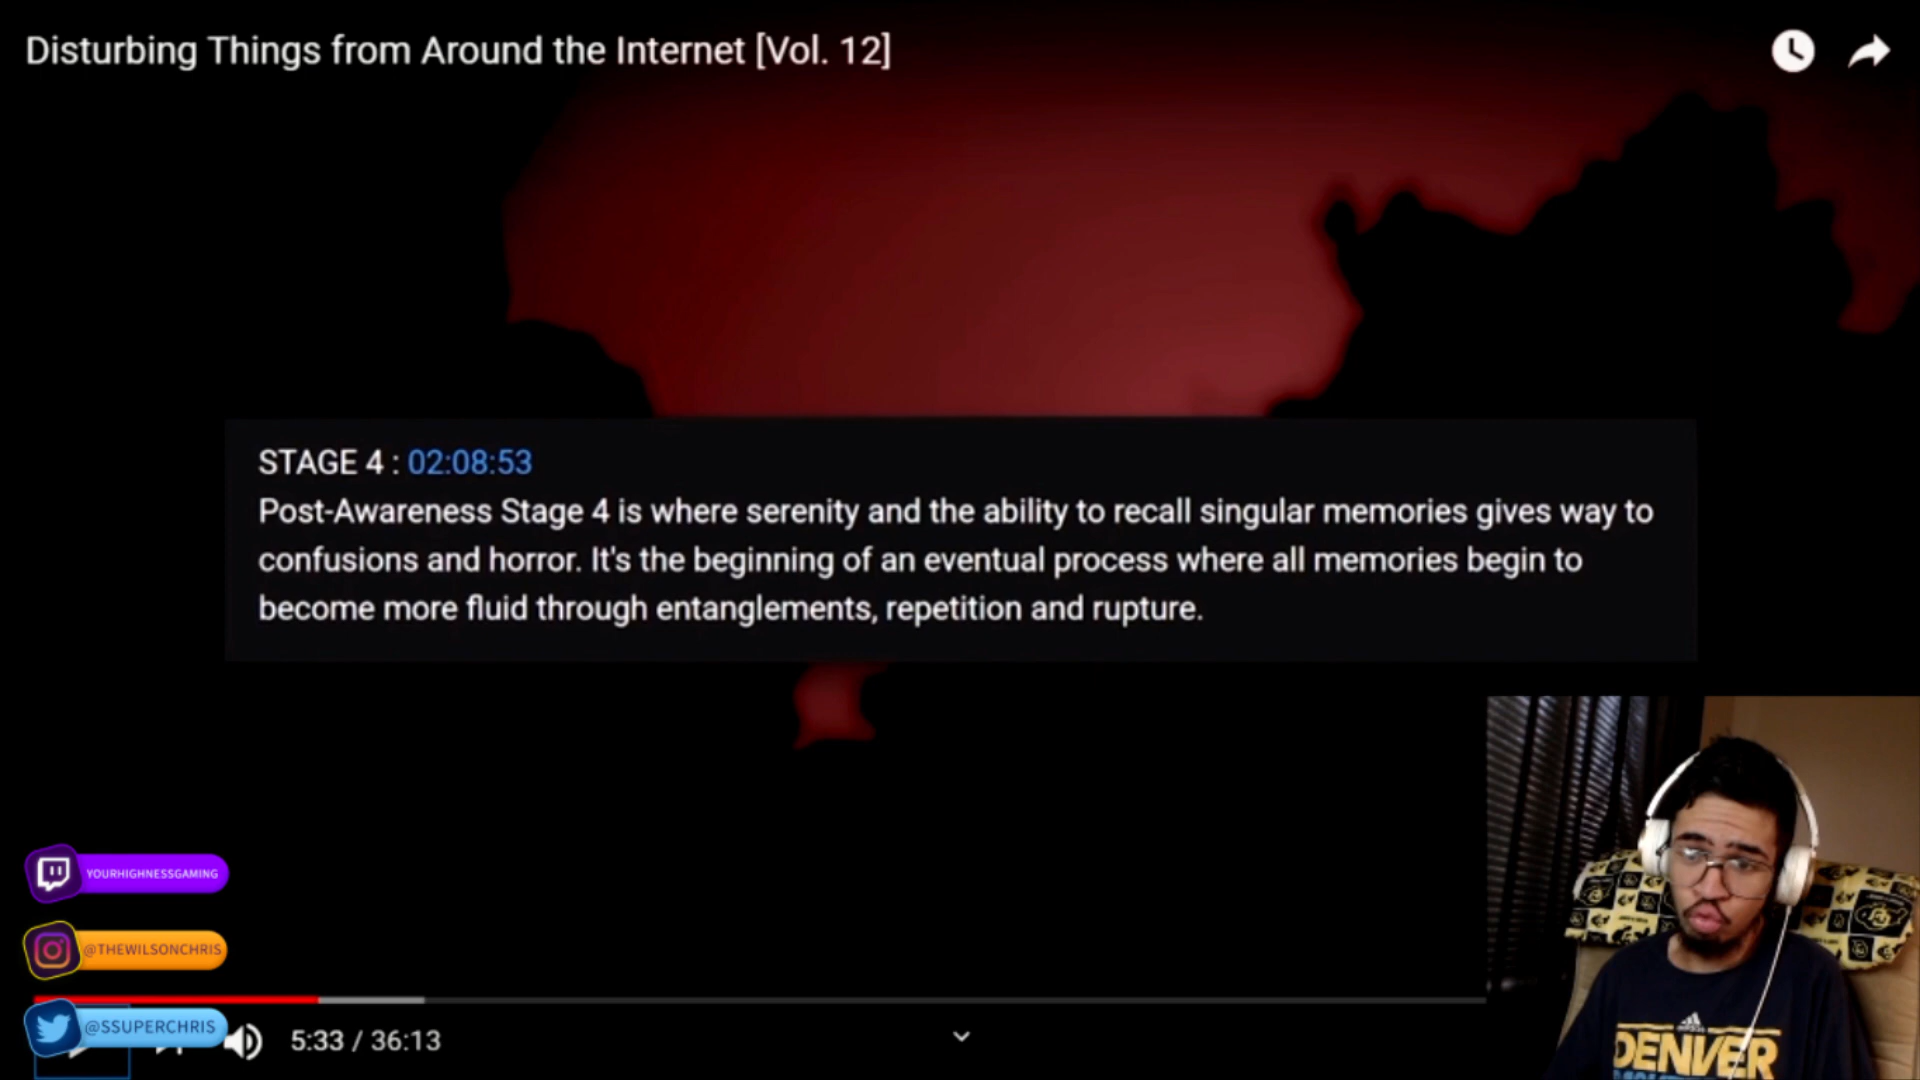 Disturbing Things from Around the Internet [Vol. 12]
STAGE 4 : 02:08:53
Post-Awareness Stage 4 is where serenity and the ability to recall singular memories gives way to
confusions and horror. It's the beginning of an eventual process where all memories begin to
become more fluid through entanglements, repetition and rupture.
YOURHIGHNESSGAMING
@THEWILSONCHRIS
@SSUPERCHRIS
5:33 / 36:13
DENVER